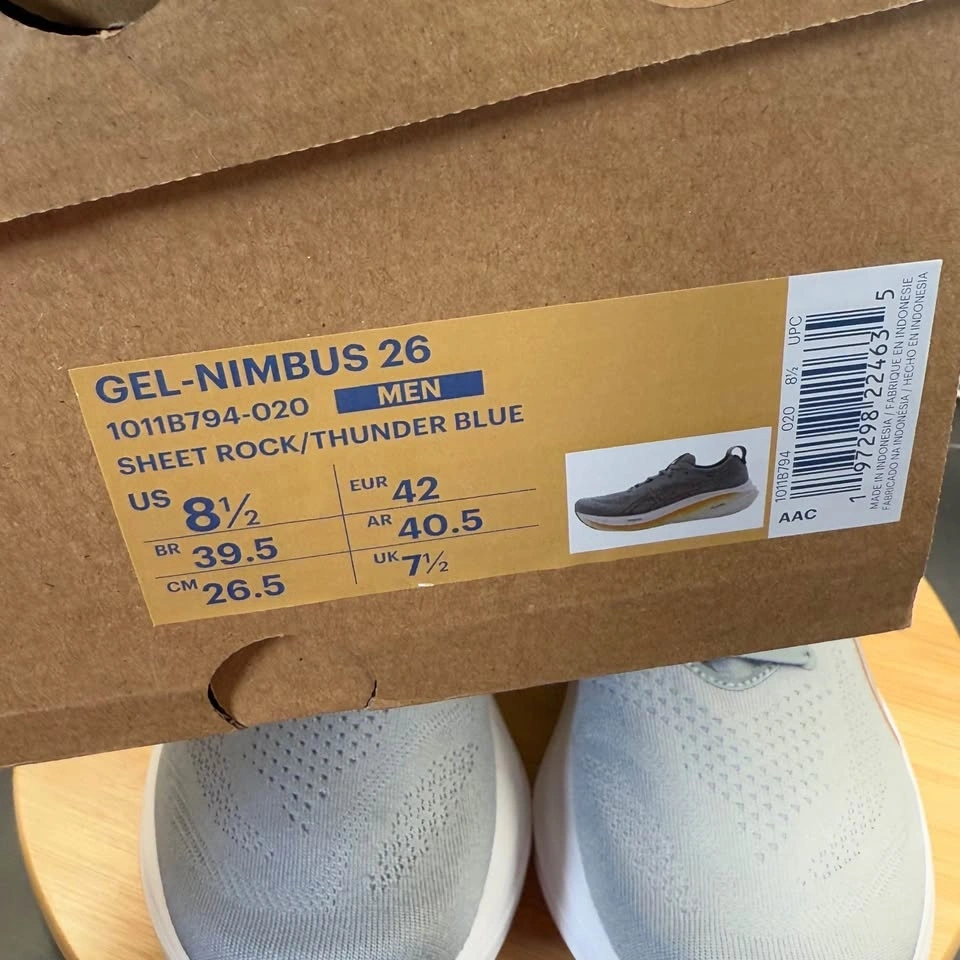 GEL-NIMBUS 26
1011B794-020 MEN
SHEET ROCK/THUNDER BLUE
US 8½ EUR 42
BR 39.5 AR 40.5
CM 26.5 UK 7½
1011B794 020 8½ UPC
1 97298 22463 5
AAC
MADE IN INDONESIA / FABRIQUE EN INDONESIE
FABRICADO NA INDONÉSIA / HECHO EN INDONESIA